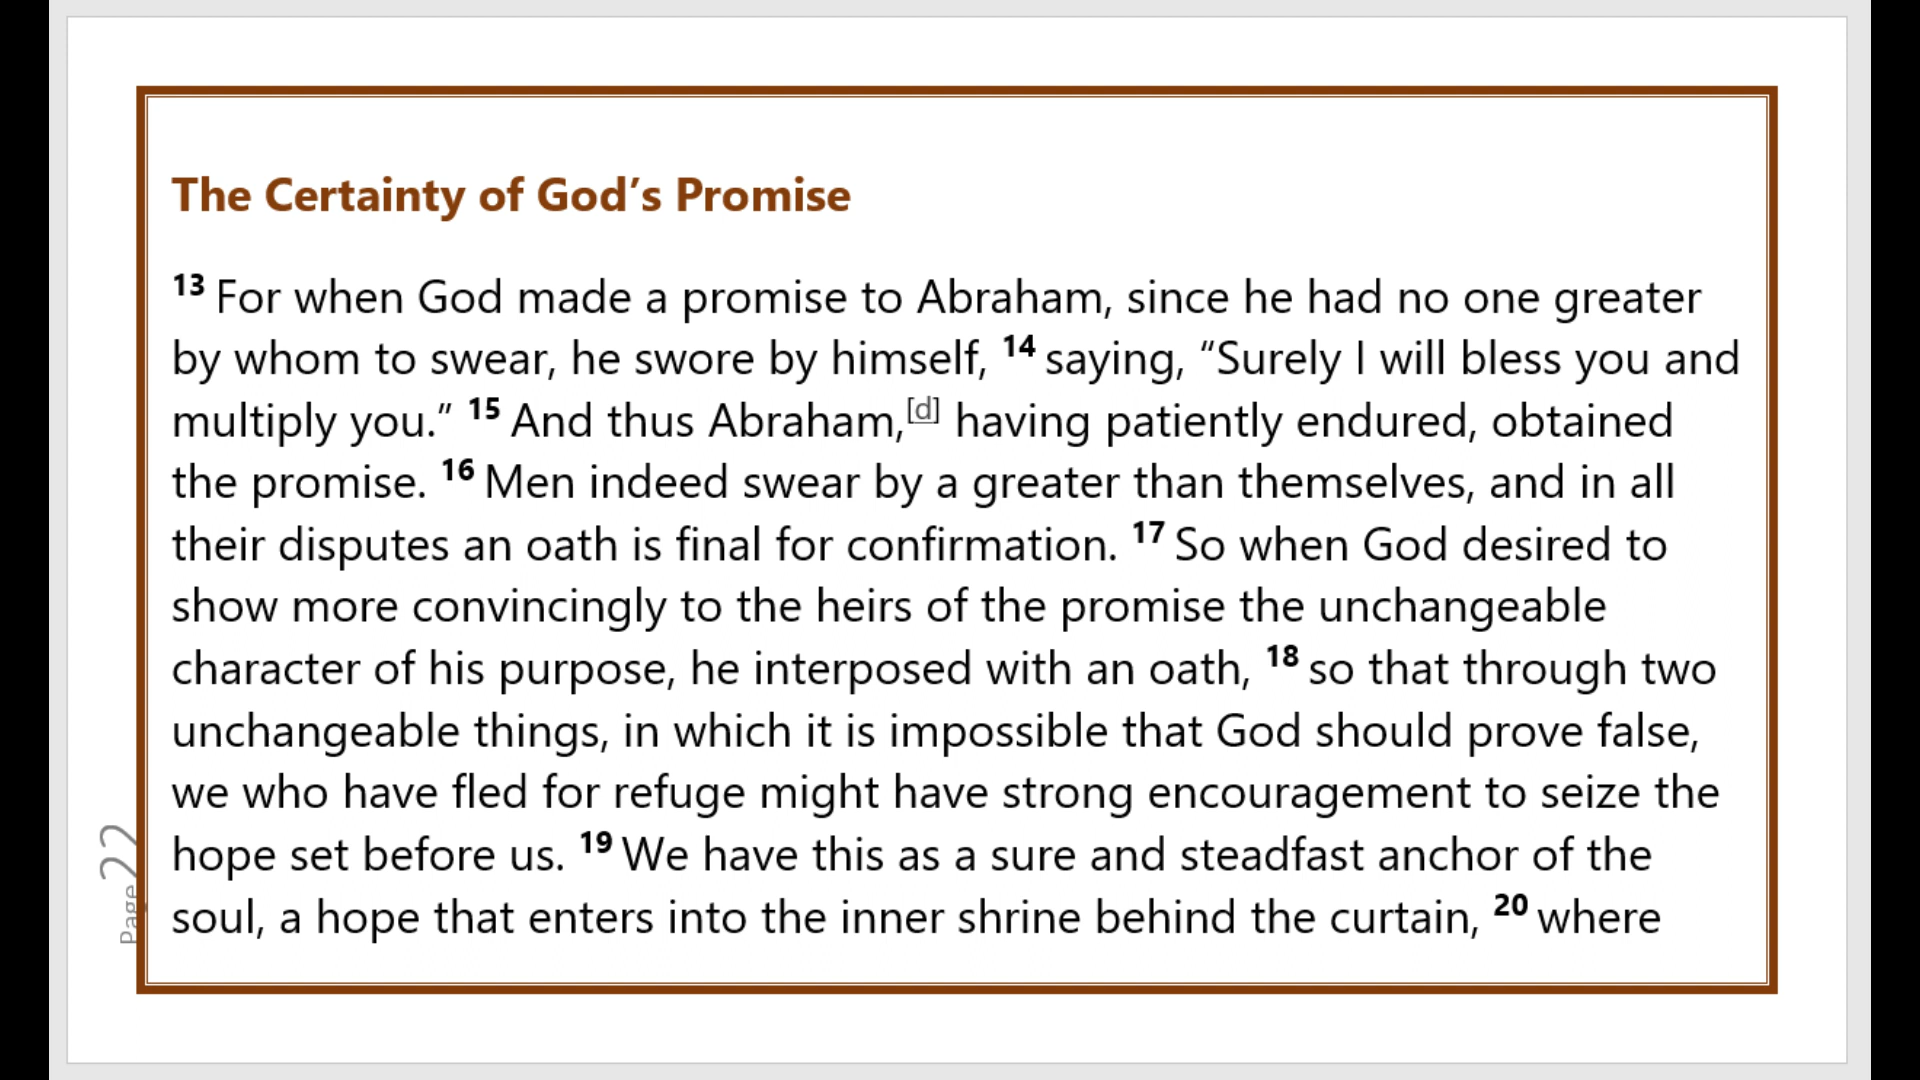 The Certainty of God’s Promise
13 For when God made a promise to Abraham, since he had no one greater
by whom to swear, he swore by himself, 14 saying, “Surely I will bless you and
multiply you.” 15 And thus Abraham,[d] having patiently endured, obtained
the promise. 16 Men indeed swear by a greater than themselves, and in all
their disputes an oath is final for confirmation. 17 So when God desired to
show more convincingly to the heirs of the promise the unchangeable
character of his purpose, he interposed with an oath, 18 so that through two
unchangeable things, in which it is impossible that God should prove false,
we who have fled for refuge might have strong encouragement to seize the
hope set before us. 19 We have this as a sure and steadfast anchor of the
soul, a hope that enters into the inner shrine behind the curtain, 20 where
Page 22